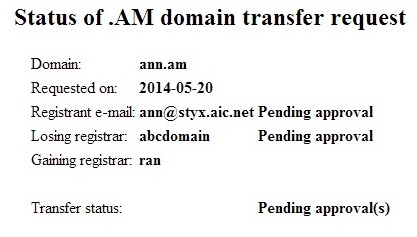 Status of .AM domain transfer request
Domain: ann.am
Requested on: 2014-05-20
Registrant e-mail: ann@styx.aic.net Pending approval
Losing registrar: abcdomain Pending approval
Gaining registrar: ran
Transfer status: Pending approval(s)